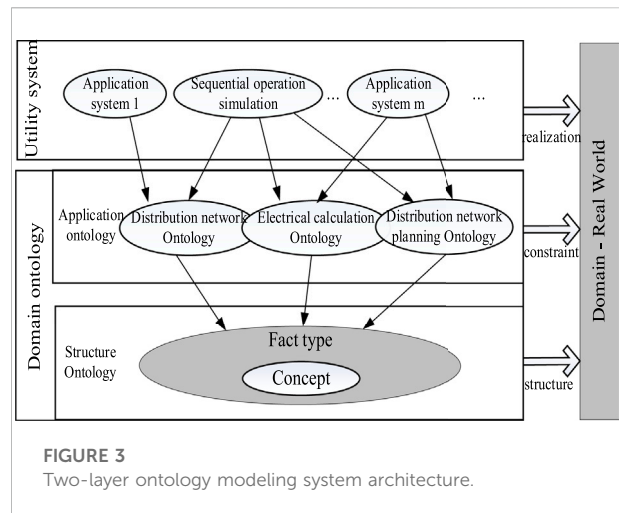 Utility system
Application
system 1
Sequential operation
simulation
...
Application
system m
...
realization
Domain ontology
Application
ontology
Distribution network
Ontology
Electrical calculation
Ontology
Distribution network
planning Ontology
constraint
Structure
Ontology
Fact type
Concept
structure
Domain - Real World
FIGURE 3
Two-layer ontology modeling system architecture.